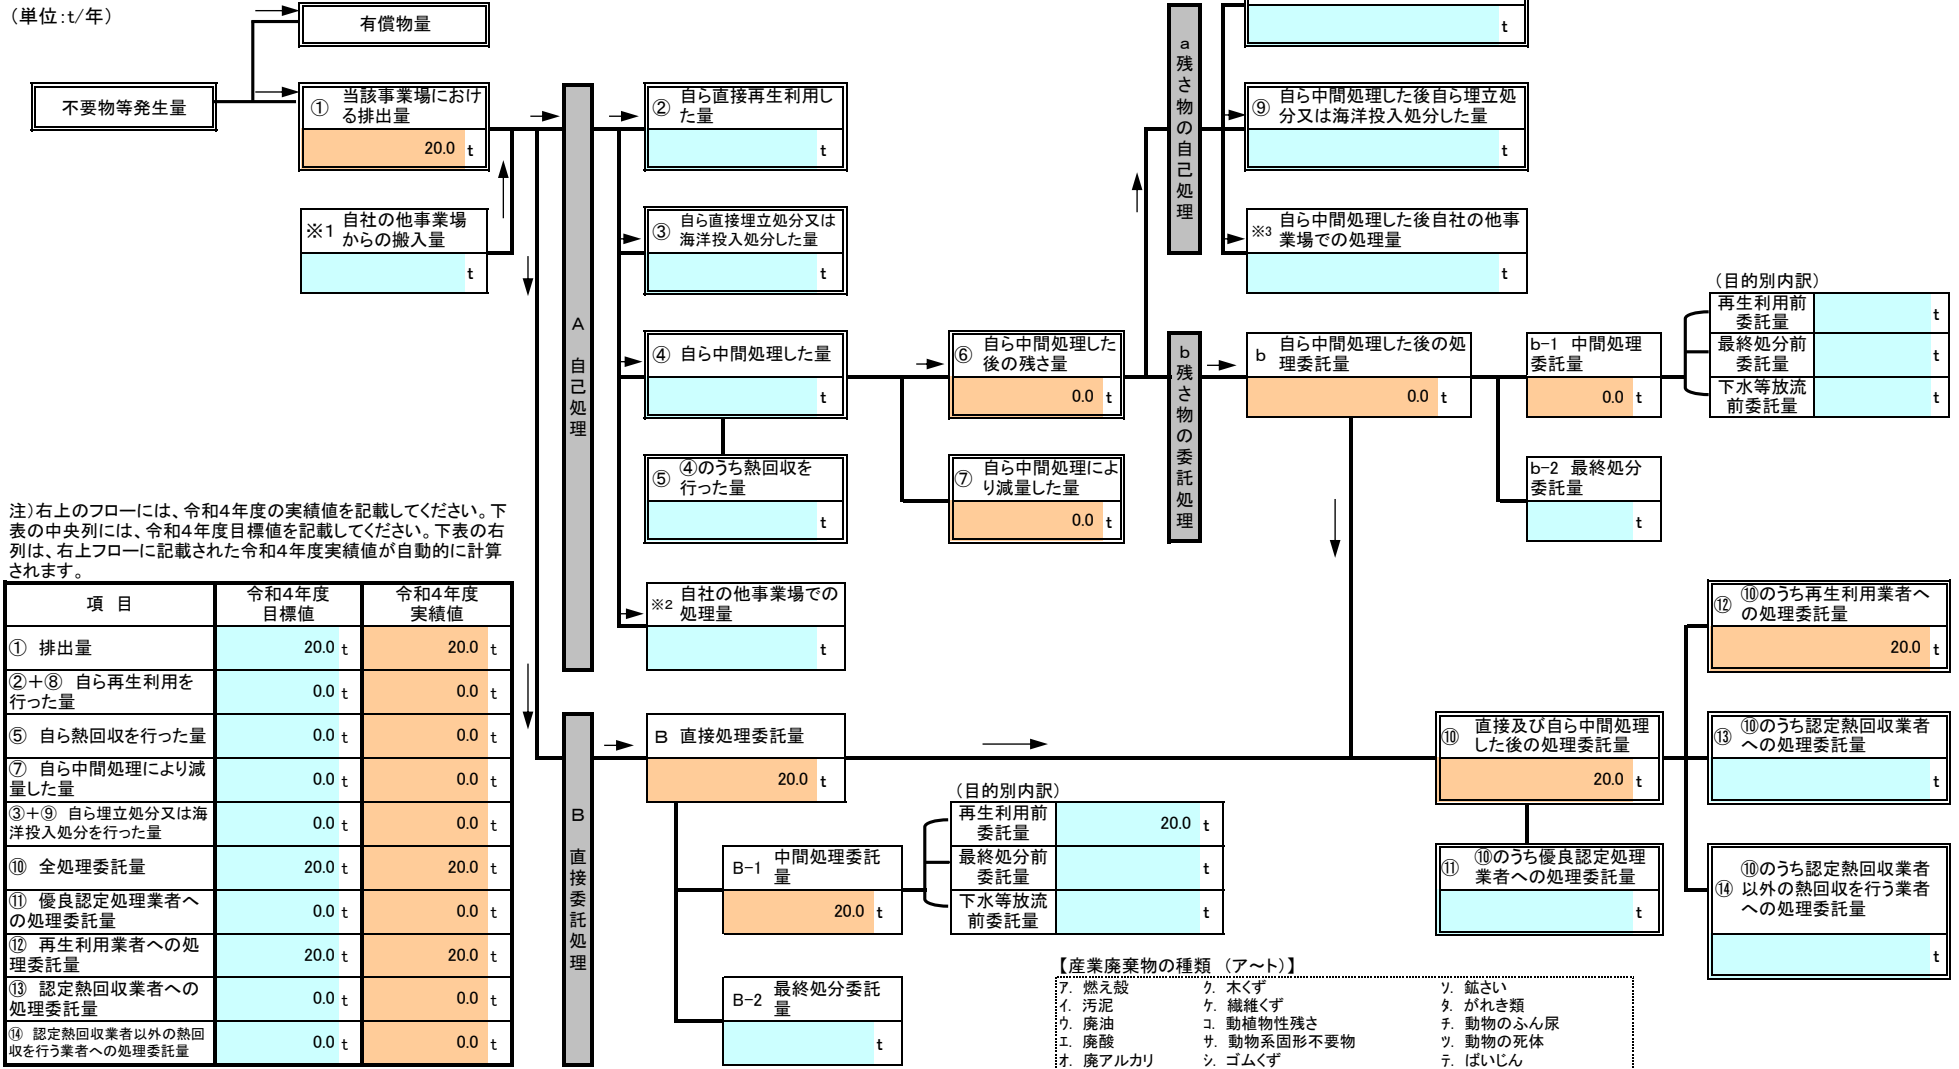 （単位:t/年）
有償物量
不要物等発生量
① 当該事業場におけ
る排出量
20.0 t
※1 自社の他事業場
からの搬入量
t
A 自己処理
② 自ら直接再生利用し
た量
t
③ 自ら直接埋立処分又は
海洋投入処分した量
t
④ 自ら中間処理した量
t
⑤ ④のうち熱回収を
行った量
t
※2 自社の他事業場での
処理量
t
⑥ 自ら中間処理した
後の残さ量
0.0 t
⑦ 自ら中間処理によ
り減量した量
0.0 t
a 残さ物の自己処理
t
⑨ 自ら中間処理した後自ら埋立処
分又は海洋投入処分した量
t
※3 自ら中間処理した後自社の他事
業場での処理量
t
b 残さ物の委託処理
b 自ら中間処理した後の処
理委託量
0.0 t
b-1 中間処理
委託量
0.0 t
b-2 最終処分
委託量
t
（目的別内訳）
再生利用前
委託量 t
最終処分前
委託量 t
下水等放流
前委託量 t
注）右上のフローには、令和4年度の実績値を記載してください。下
表の中央列には、令和4年度目標値を記載してください。下表の右
列は、右上フローに記載された令和4年度実績値が自動的に計算
されます。
項 目
令和4年度
目標値
令和4年度
実績値
① 排出量 20.0 t 20.0 t
②＋⑧ 自ら再生利用を
行った量 0.0 t 0.0 t
⑤ 自ら熱回収を行った量 0.0 t 0.0 t
⑦ 自ら中間処理により減
量した量 0.0 t 0.0 t
③＋⑨ 自ら埋立処分又は海
洋投入処分を行った量 0.0 t 0.0 t
⑩ 全処理委託量 20.0 t 20.0 t
⑪ 優良認定処理業者へ
の処理委託量 0.0 t 0.0 t
⑫ 再生利用業者への処
理委託量 20.0 t 20.0 t
⑬ 認定熱回収業者への
処理委託量 0.0 t 0.0 t
⑭ 認定熱回収業者以外の熱回
収を行う業者への処理委託量 0.0 t 0.0 t
B 直接委託処理
B 直接処理委託量
20.0 t
B-1 中間処理委託
量
20.0 t
B-2 最終処分委託
量
t
（目的別内訳）
再生利用前
委託量 20.0 t
最終処分前
委託量 t
下水等放流
前委託量 t
⑩ 直接及び自ら中間処理
した後の処理委託量
20.0 t
⑪ ⑩のうち優良認定処理
業者への処理委託量
t
⑫ ⑩のうち再生利用業者へ
の処理委託量
20.0 t
⑬ ⑩のうち認定熱回収業者
への処理委託量
t
⑭ ⑩のうち認定熱回収業者
以外の熱回収を行う業者
への処理委託量
t
【産業廃棄物の種類 （ア～ト）】
ア. 燃え殻 ク. 木くず ソ. 鉱さい
イ. 汚泥 ケ. 繊維くず タ. がれき類
ウ. 廃油 コ. 動植物性残さ チ. 動物のふん尿
エ. 廃酸 サ. 動物系固形不要物 ツ. 動物の死体
オ. 廃アルカリ シ. ゴムくず テ. ばいじん